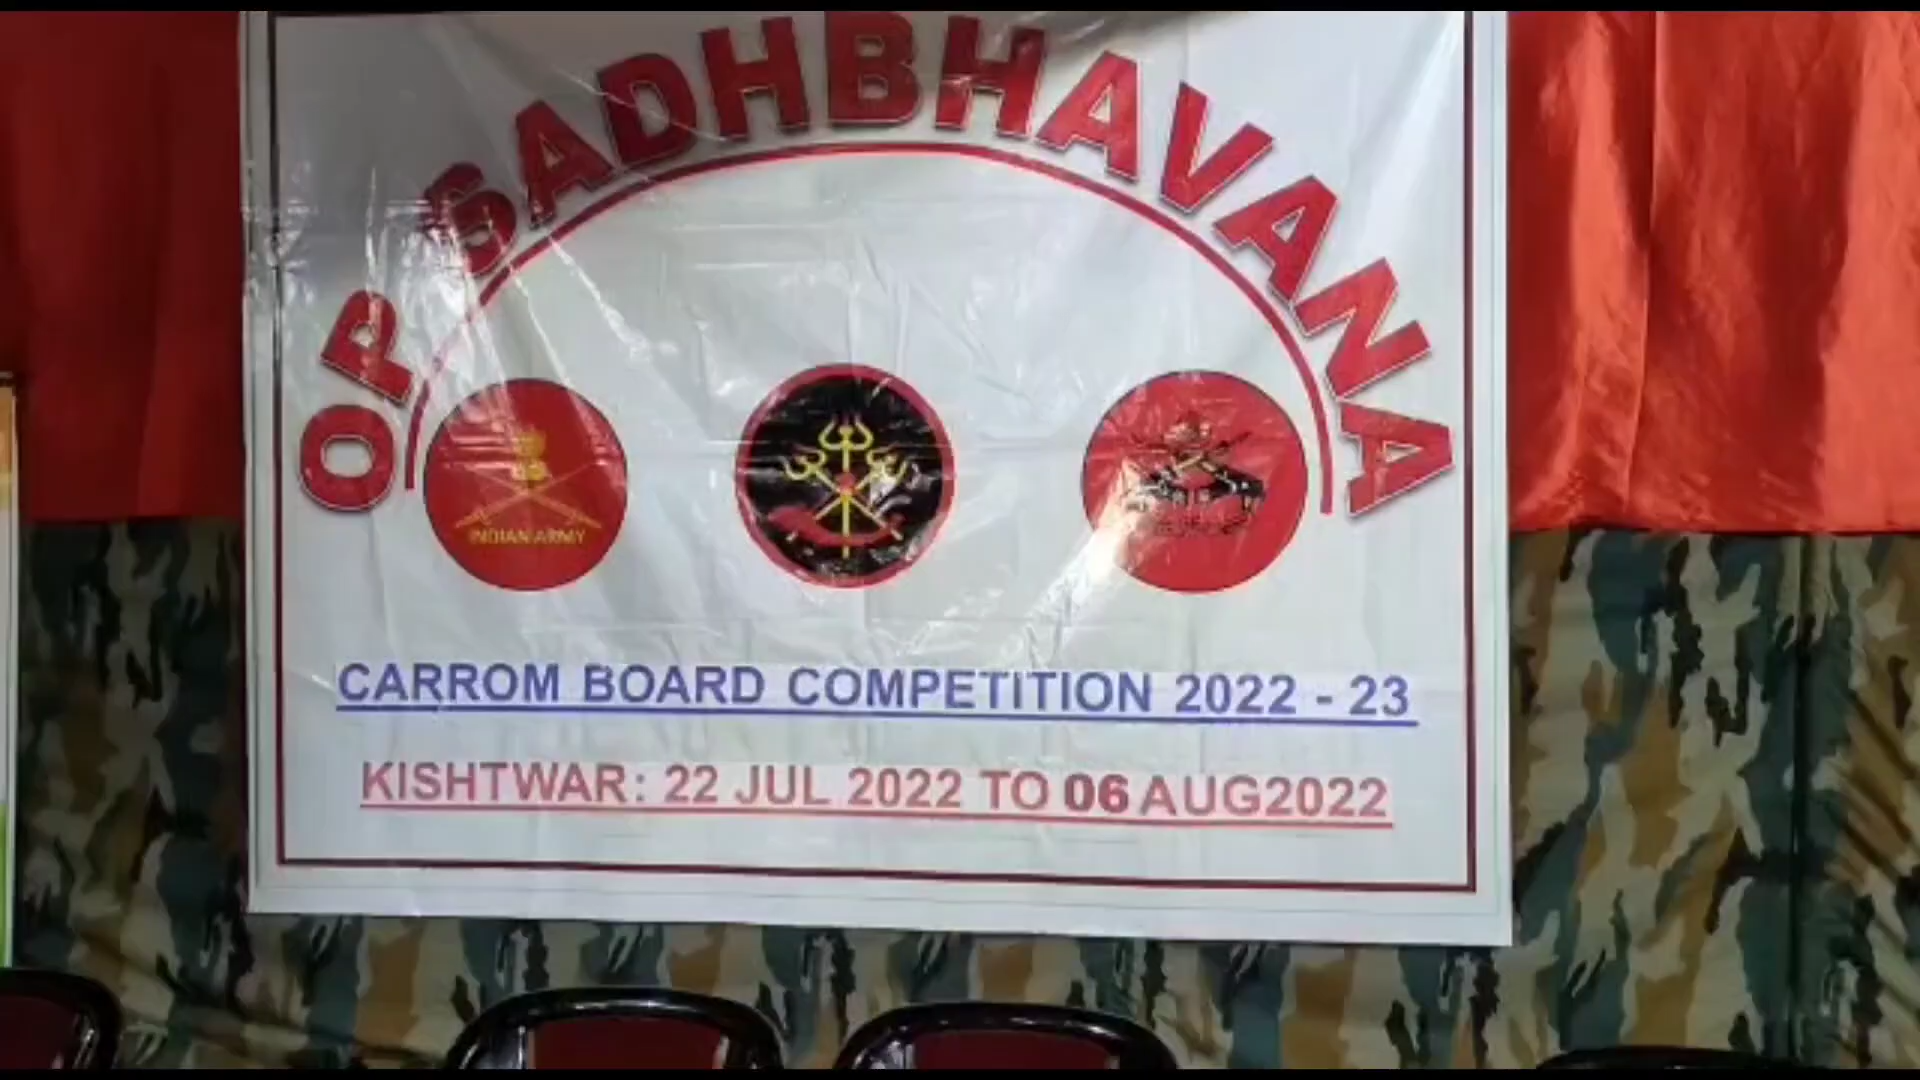 OP SADHBHAVANA
INDIAN ARMY
CARROM BOARD COMPETITION 2022 - 23
KISHTWAR: 22 JUL 2022 TO 06 AUG2022